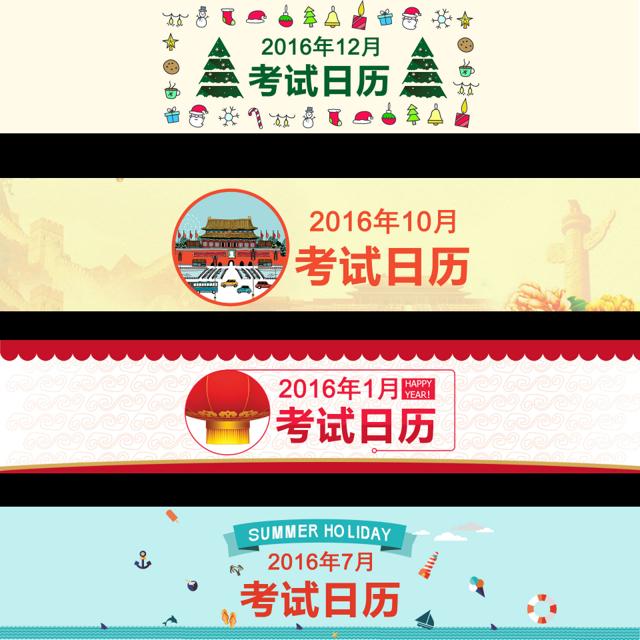 2016年12月
考试日历
2016年10月
考试日历
2016年1月
HAPPY
YEAR!
考试日历
SUMMER HOLIDAY
2016年7月
考试日历